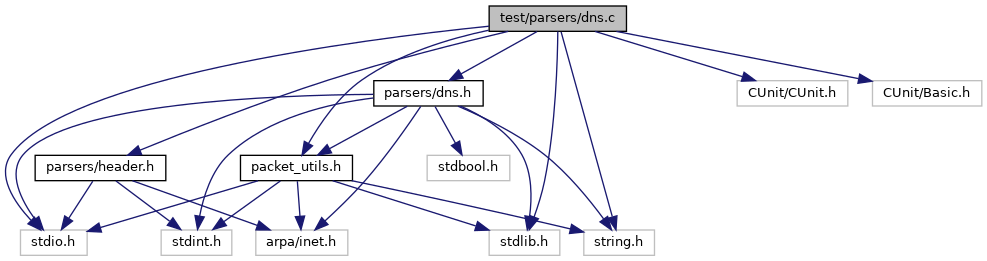 test/parsers/dns.c
parsers/dns.h
CUnit/CUnit.h
CUnit/Basic.h
parsers/header.h
packet_utils.h
stdbool.h
stdio.h
stdint.h
arpa/inet.h
stdlib.h
string.h